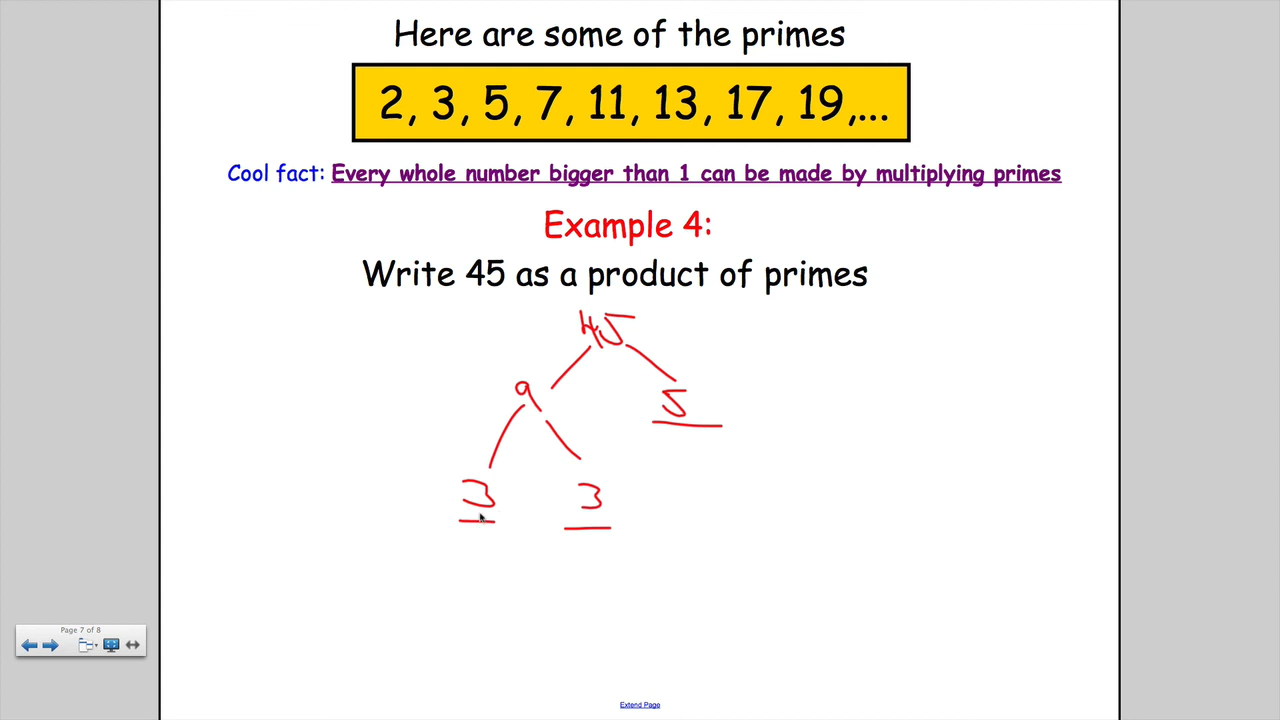 Here are some of the primes
2, 3, 5, 7, 11, 13, 17, 19,...
Cool fact: Every whole number bigger than 1 can be made by multiplying primes
Example 4:
Write 45 as a product of primes
45
9
5
3 3
Page 7 of 8
Extend Page